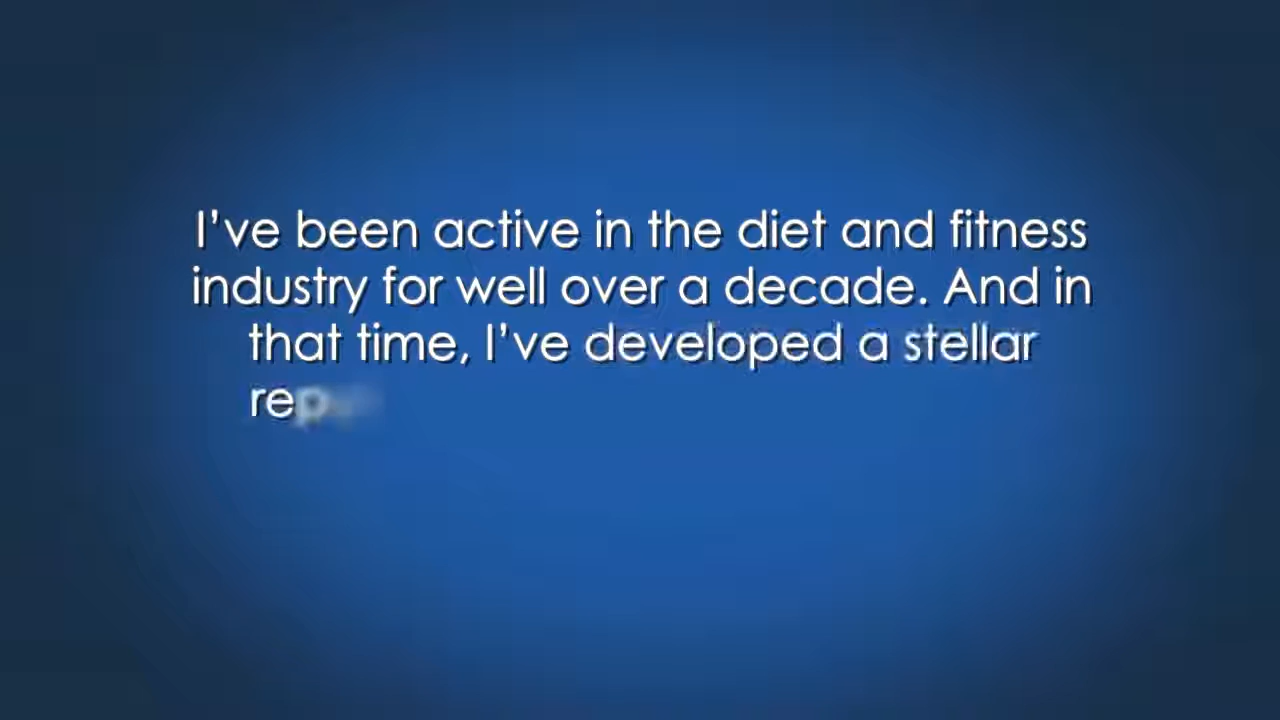 I’ve been active in the diet and fitness
industry for well over a decade. And in
that time, I’ve developed a stellar